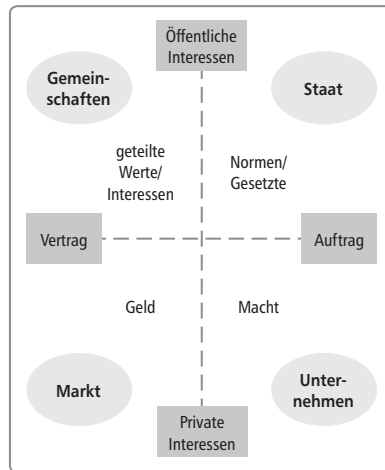 Öffentliche
Interessen
Gemein-
schaften
Staat
geteilte
Werte/
Interessen
Normen/
Gesetzte
Vertrag
Auftrag
Geld
Macht
Markt
Unter-
nehmen
Private
Interessen